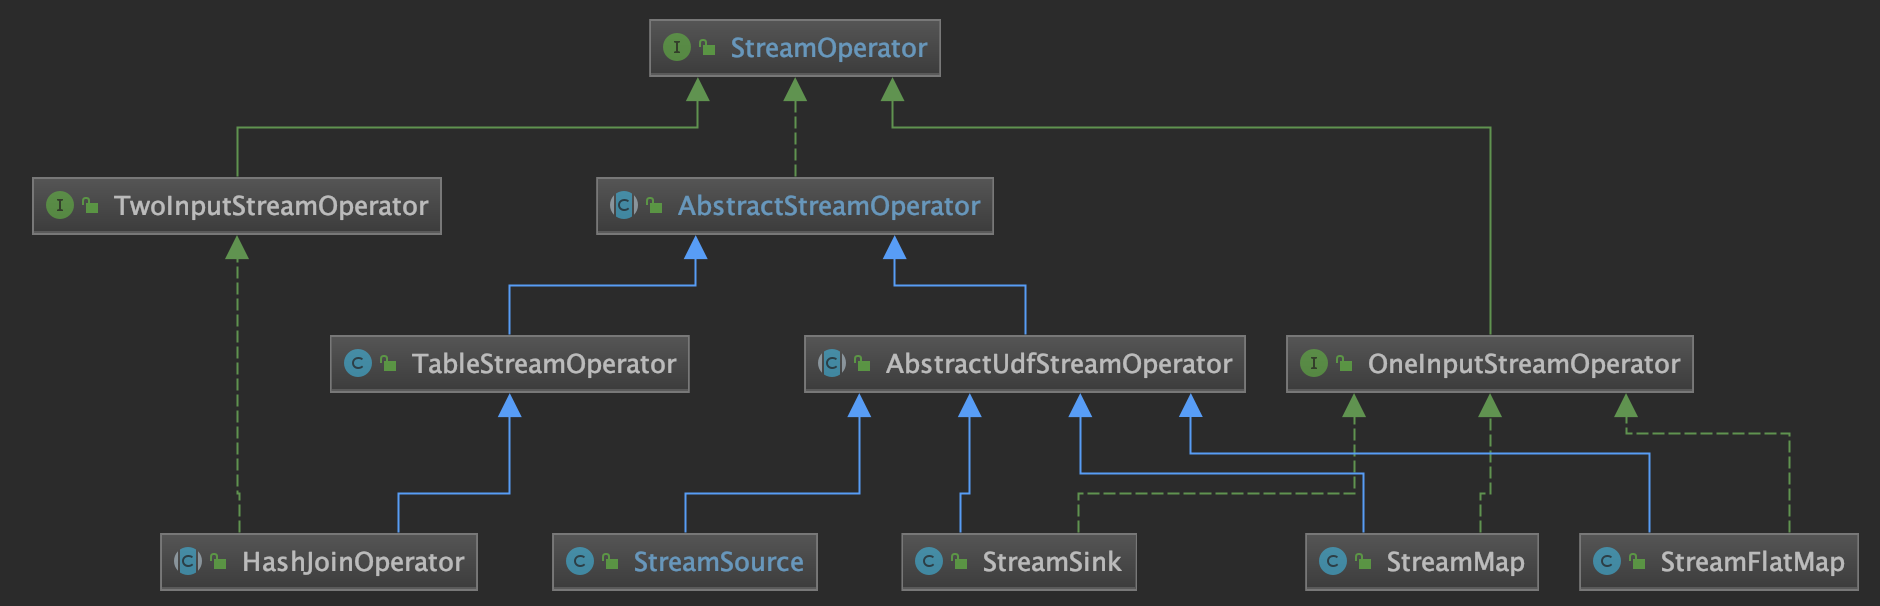 I StreamOperator
I TwoInputStreamOperator
C AbstractStreamOperator
C TableStreamOperator
C AbstractUdfStreamOperator
I OneInputStreamOperator
C HashJoinOperator
C StreamSource
C StreamSink
C StreamMap
C StreamFlatMap